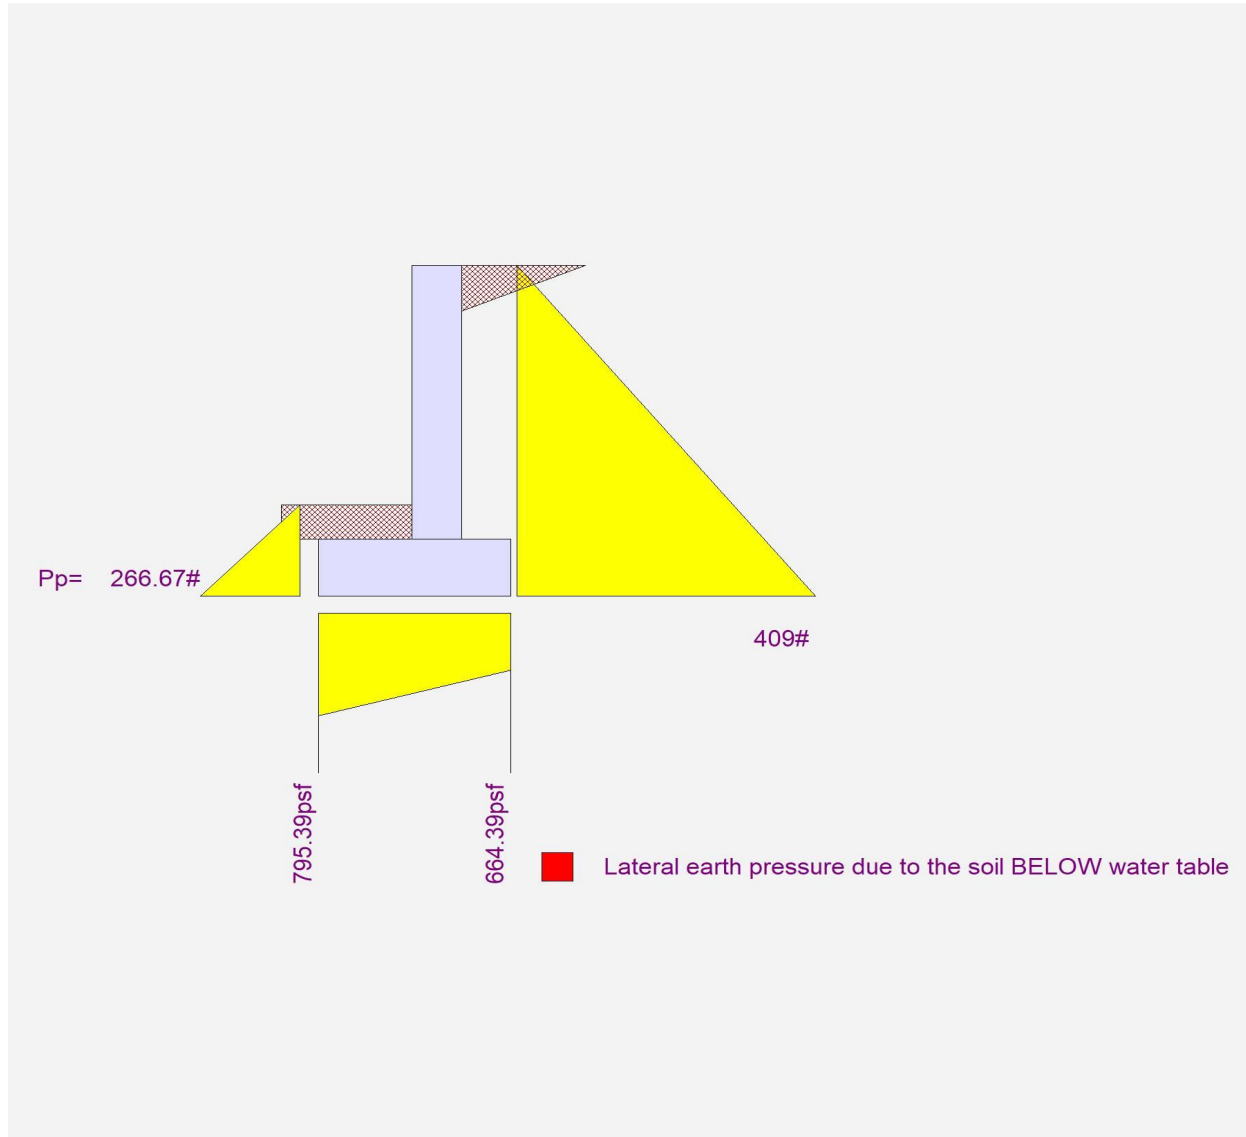 Pp= 266.67#
409#
795.39psf
664.39psf
Lateral earth pressure due to the soil BELOW water table